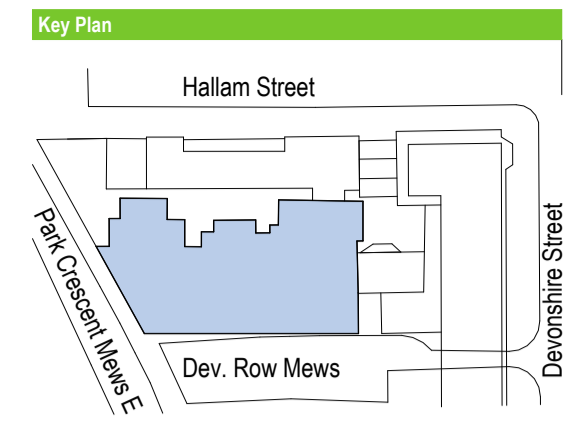 Key Plan
Hallam Street
Park Crescent Mews E
Devonshire Street
Dev. Row Mews